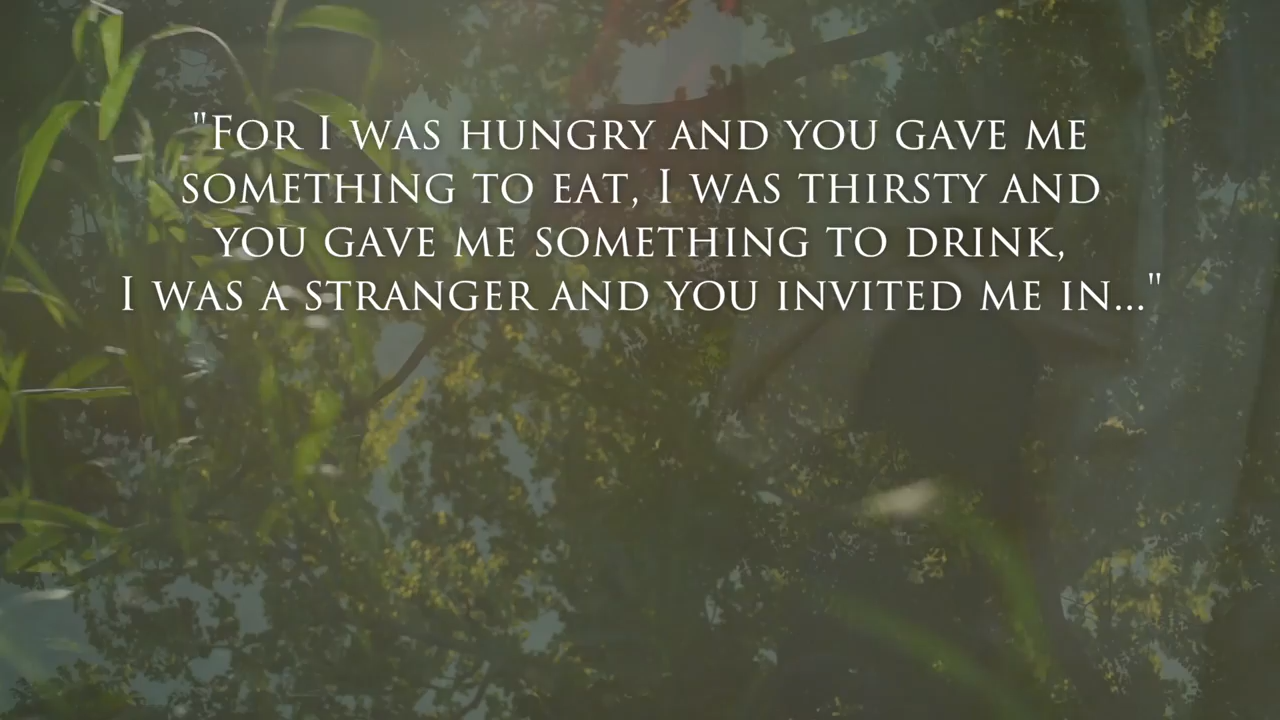 "For I was hungry and you gave me
something to eat, I was thirsty and
you gave me something to drink,
I was a stranger and you invited me in..."